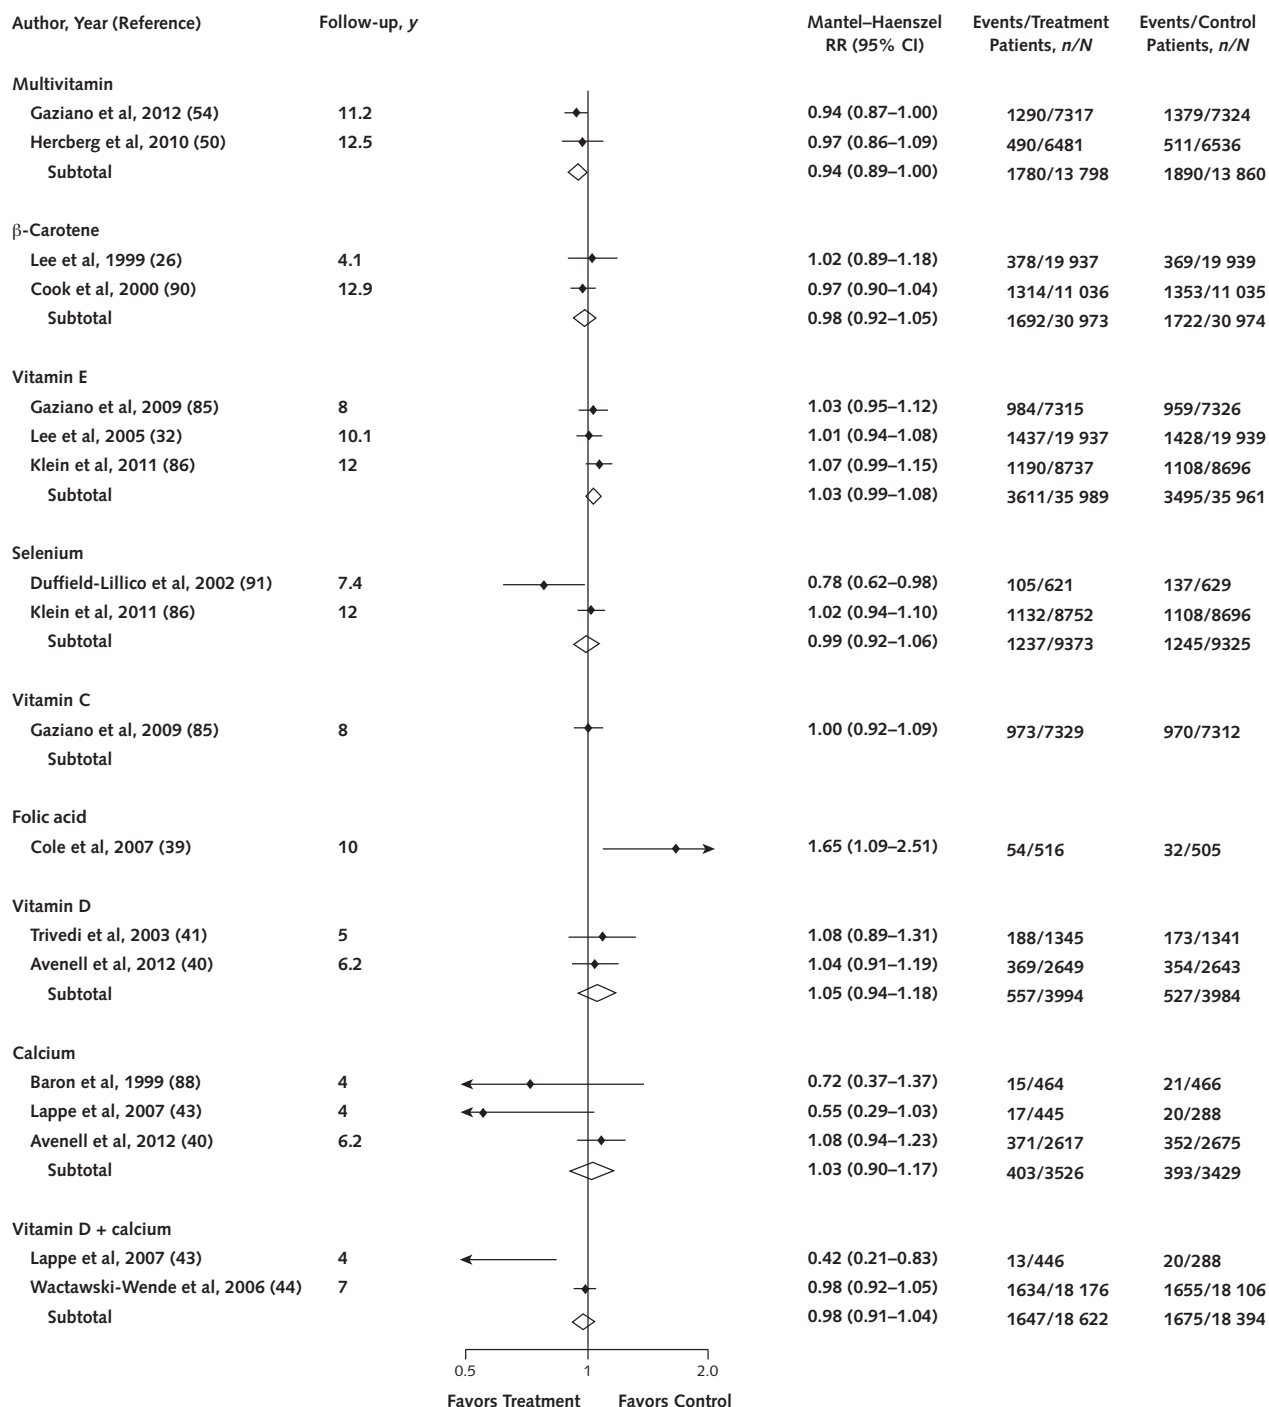 Author, Year (Reference) Follow-up, y Mantel–Haenszel RR (95% CI) Events/Treatment Patients, n/N Events/Control Patients, n/N
Multivitamin
Gaziano et al, 2012 (54) 11.2 0.94 (0.87–1.00) 1290/7317 1379/7324
Hercberg et al, 2010 (50) 12.5 0.97 (0.86–1.09) 490/6481 511/6536
Subtotal 0.94 (0.89–1.00) 1780/13 798 1890/13 860
β-Carotene
Lee et al, 1999 (26) 4.1 1.02 (0.89–1.18) 378/19 937 369/19 939
Cook et al, 2000 (90) 12.9 0.97 (0.90–1.04) 1314/11 036 1353/11 035
Subtotal 0.98 (0.92–1.05) 1692/30 973 1722/30 974
Vitamin E
Gaziano et al, 2009 (85) 8 1.03 (0.95–1.12) 984/7315 959/7326
Lee et al, 2005 (32) 10.1 1.01 (0.94–1.08) 1437/19 937 1428/19 939
Klein et al, 2011 (86) 12 1.07 (0.99–1.15) 1190/8737 1108/8696
Subtotal 1.03 (0.99–1.08) 3611/35 989 3495/35 961
Selenium
Duffield-Lillico et al, 2002 (91) 7.4 0.78 (0.62–0.98) 105/621 137/629
Klein et al, 2011 (86) 12 1.02 (0.94–1.10) 1132/8752 1108/8696
Subtotal 0.99 (0.92–1.06) 1237/9373 1245/9325
Vitamin C
Gaziano et al, 2009 (85) 8 1.00 (0.92–1.09) 973/7329 970/7312
Subtotal
Folic acid
Cole et al, 2007 (39) 10 1.65 (1.09–2.51) 54/516 32/505
Vitamin D
Trivedi et al, 2003 (41) 5 1.08 (0.89–1.31) 188/1345 173/1341
Avenell et al, 2012 (40) 6.2 1.04 (0.91–1.19) 369/2649 354/2643
Subtotal 1.05 (0.94–1.18) 557/3994 527/3984
Calcium
Baron et al, 1999 (88) 4 0.72 (0.37–1.37) 15/464 21/466
Lappe et al, 2007 (43) 4 0.55 (0.29–1.03) 17/445 20/288
Avenell et al, 2012 (40) 6.2 1.08 (0.94–1.23) 371/2617 352/2675
Subtotal 1.03 (0.90–1.17) 403/3526 393/3429
Vitamin D + calcium
Lappe et al, 2007 (43) 4 0.42 (0.21–0.83) 13/446 20/288
Wactawski-Wende et al, 2006 (44) 7 0.98 (0.92–1.05) 1634/18 176 1655/18 106
Subtotal 0.98 (0.91–1.04) 1647/18 622 1675/18 394
0.5 1 2.0
Favors Treatment Favors Control